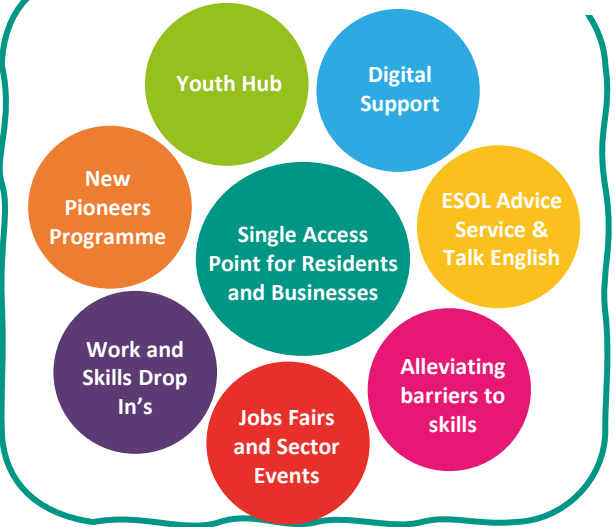 Youth Hub
Digital
Support
New
Pioneers
Programme
Single Access
Point for Residents
and Businesses
ESOL Advice
Service &
Talk English
Work and
Skills Drop
In's
Alleviating
barriers to
skills
Jobs Fairs
and Sector
Events